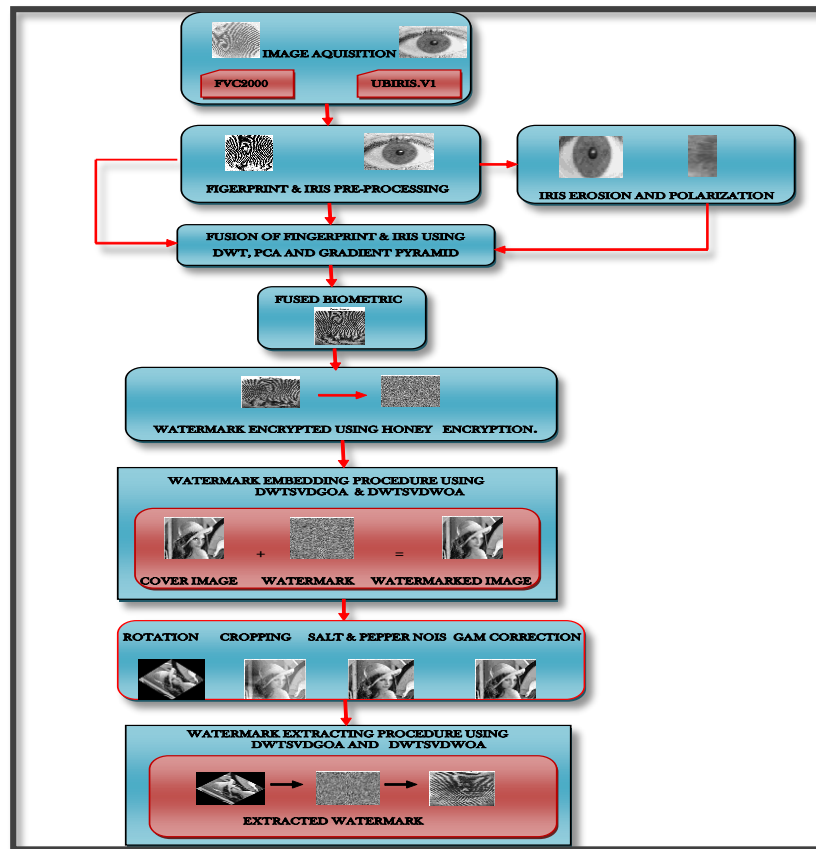 IMAGE AQUISITION
FVC2000
UBIRIS.V1
FIGERPRINT & IRIS PRE-PROCESSING
IRIS EROSION AND POLARIZATION
FUSION OF FINGERPRINT & IRIS USING
DWT, PCA AND GRADIENT PYRAMID
FUSED BIOMETRIC
WATERMARK ENCRYPTED USING HONEY ENCRYPTION.
WATERMARK EMBEDDING PROCEDURE USING
DWTSVDGOA & DWTSVDWOA
+ =
COVER IMAGE WATERMARK WATERMARKED IMAGE
ROTATION CROPPING SALT & PEPPER NOIS GAM CORRECTION
WATERMARK EXTRACTING PROCEDURE USING
DWTSVDGOA AND DWTSVDWOA
EXTRACTED WATERMARK